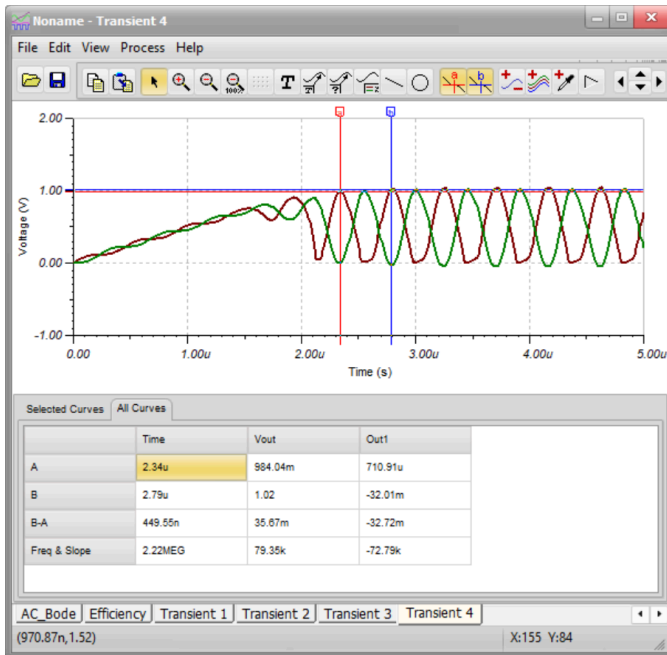 Noname - Transient 4
File Edit View Process Help
100%
T
a
b
2.00
1.00
0.00
-1.00
Voltage (V)
a
0.00 1.00u 2.00u 3.00u 4.00u 5.00u
Time (s)
Selected Curves All Curves
Time Vout Out1
A 2.34u 984.04m 710.91u
B 2.79u 1.02 -32.01m
B-A 449.55n 35.67m -32.72m
Freq & Slope 2.22MEG 79.35k -72.79k
AC_Bode Efficiency Transient 1 Transient 2 Transient 3 Transient 4
(970.87n,1.52) X:155 Y:84